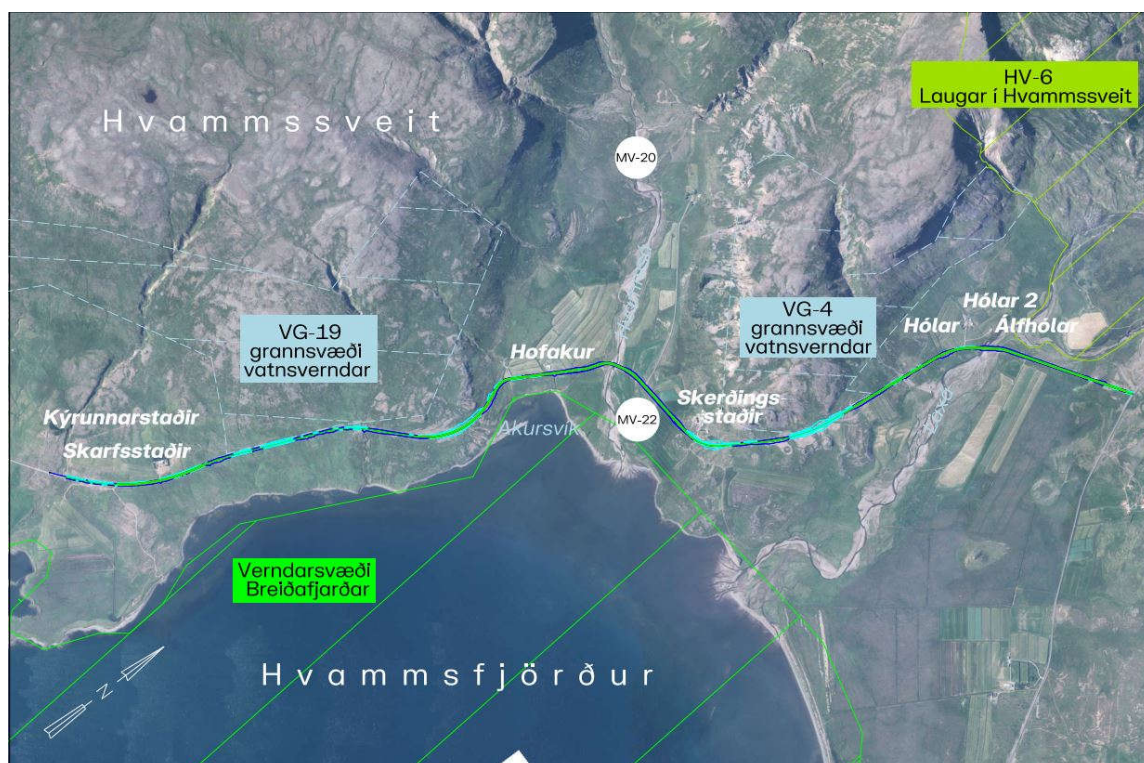 HV-6
Laugar í Hvammssveit
Hvammssveit
MV-20
VG-19
grannsvæði
vatnsverndar
VG-4
grannsvæði
vatnsverndar
Hólar 2
Hólar
Álfhólar
Hofakur
Skerðings-
staðir
Kýrunnarstaðir
Skarfsstaðir
MV-22
Akursvík
Verndarsvæði
Breiðafjarðar
Hvammsfjörður
N